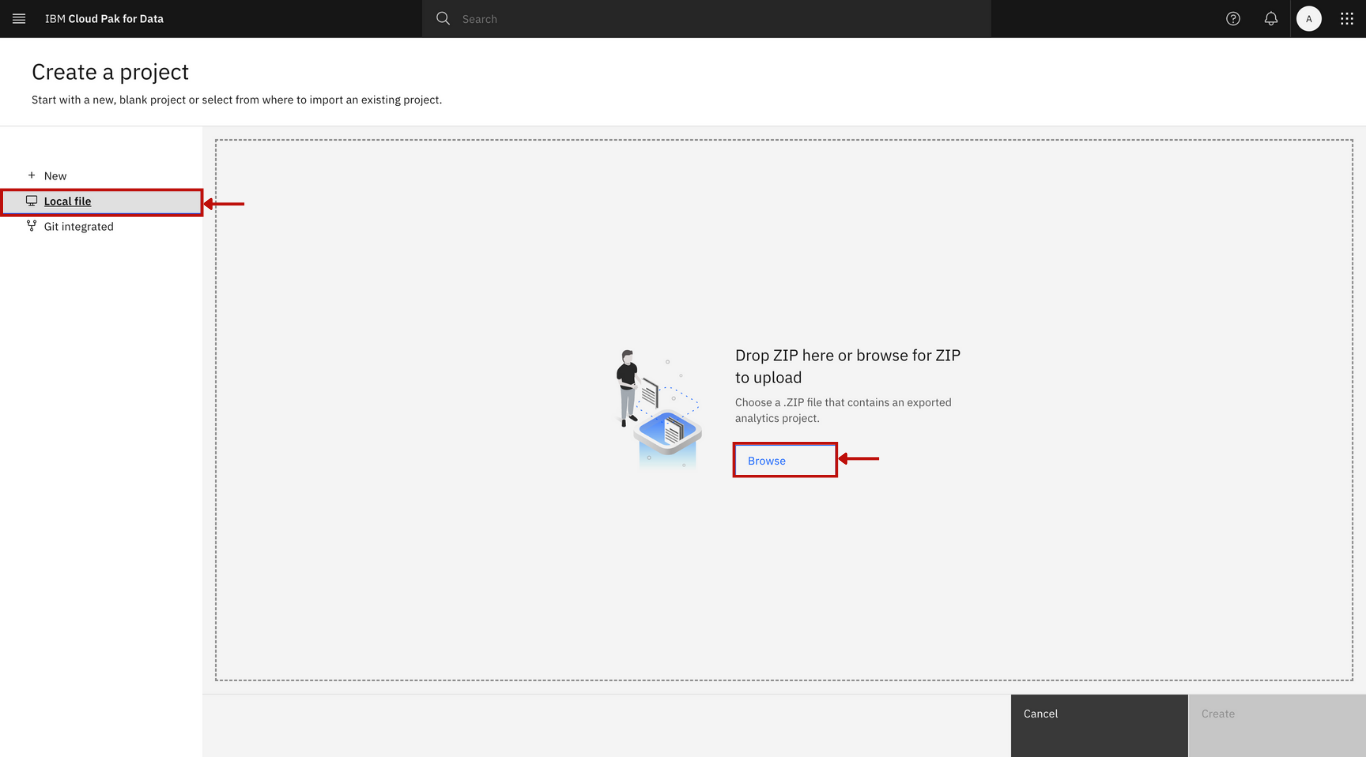 IBM Cloud Pak for Data
Search
A
Create a project
Start with a new, blank project or select from where to import an existing project.
New
Local file
Git integrated
Drop ZIP here or browse for ZIP
to upload
Choose a .ZIP file that contains an exported
analytics project.
Browse
Cancel
Create